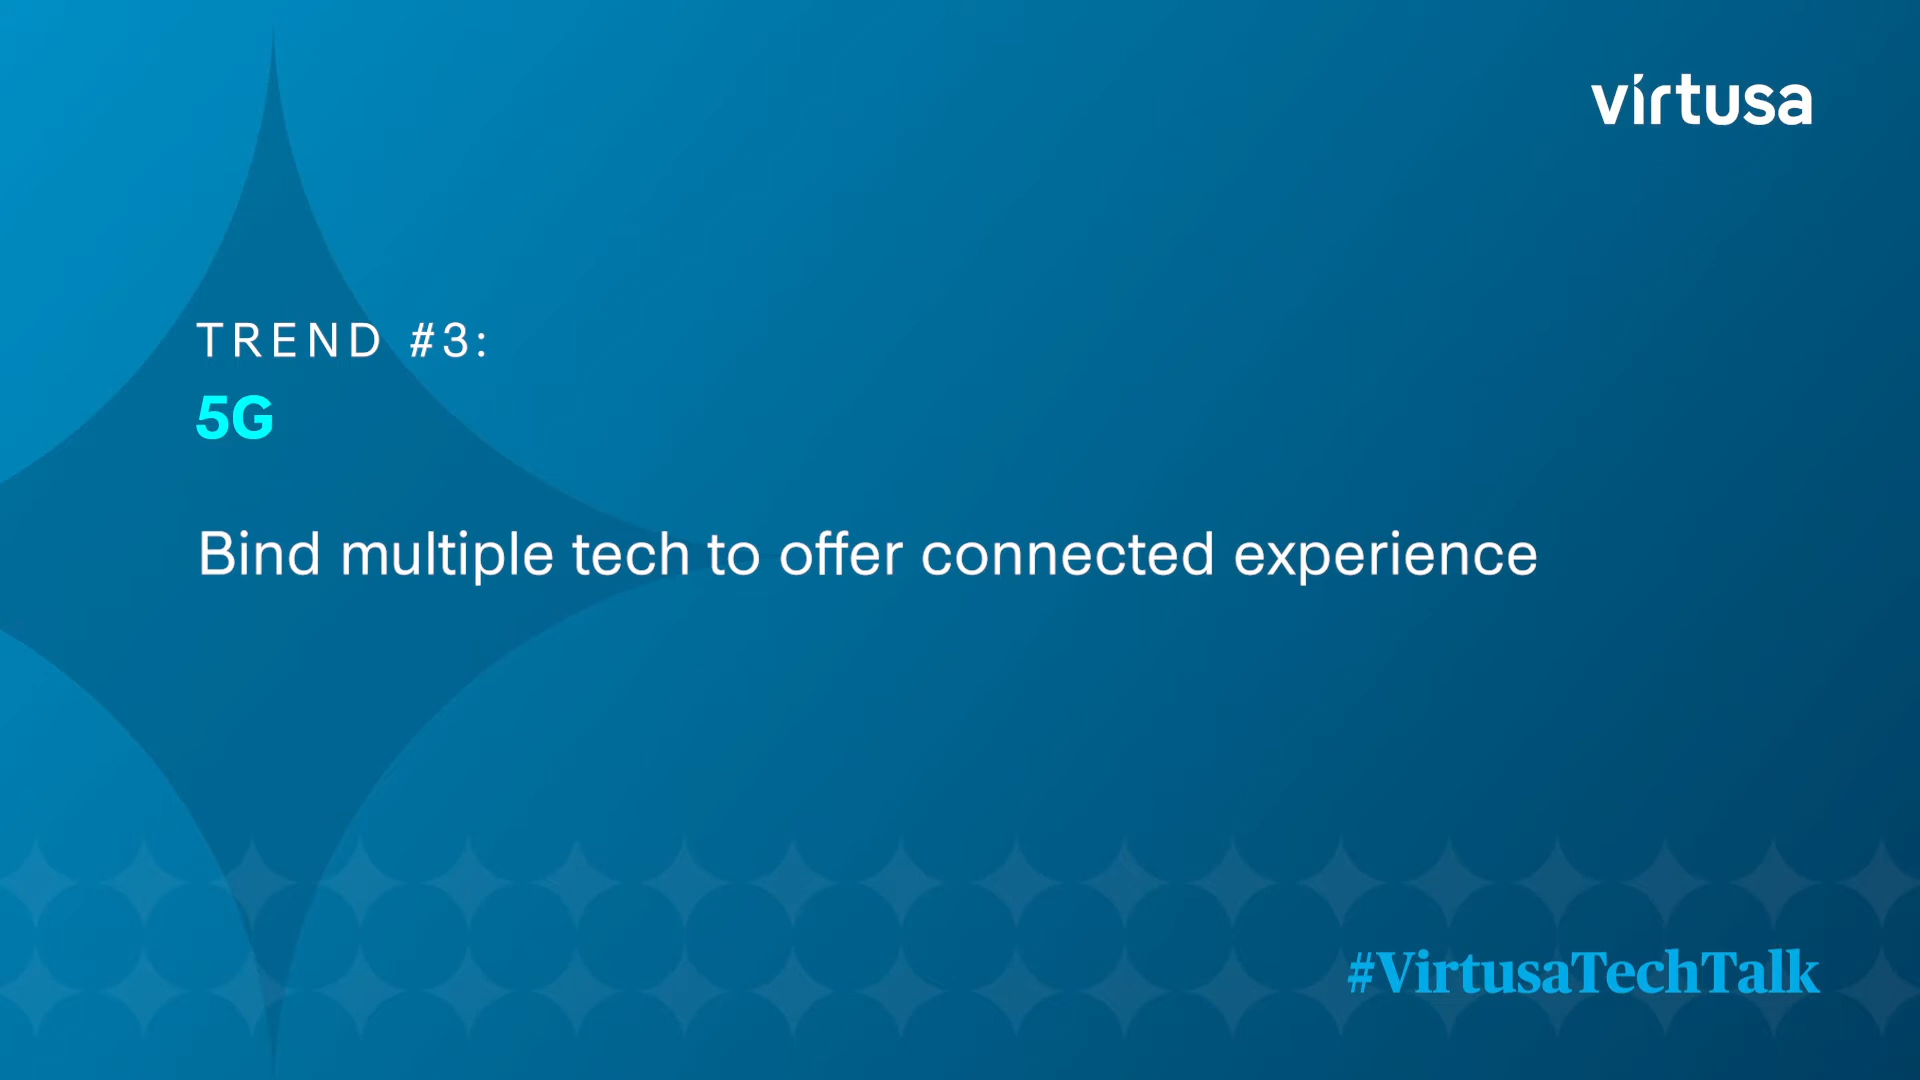 virtusa
TREND #3:
5G
Bind multiple tech to offer connected experience
#VirtusaTechTalk